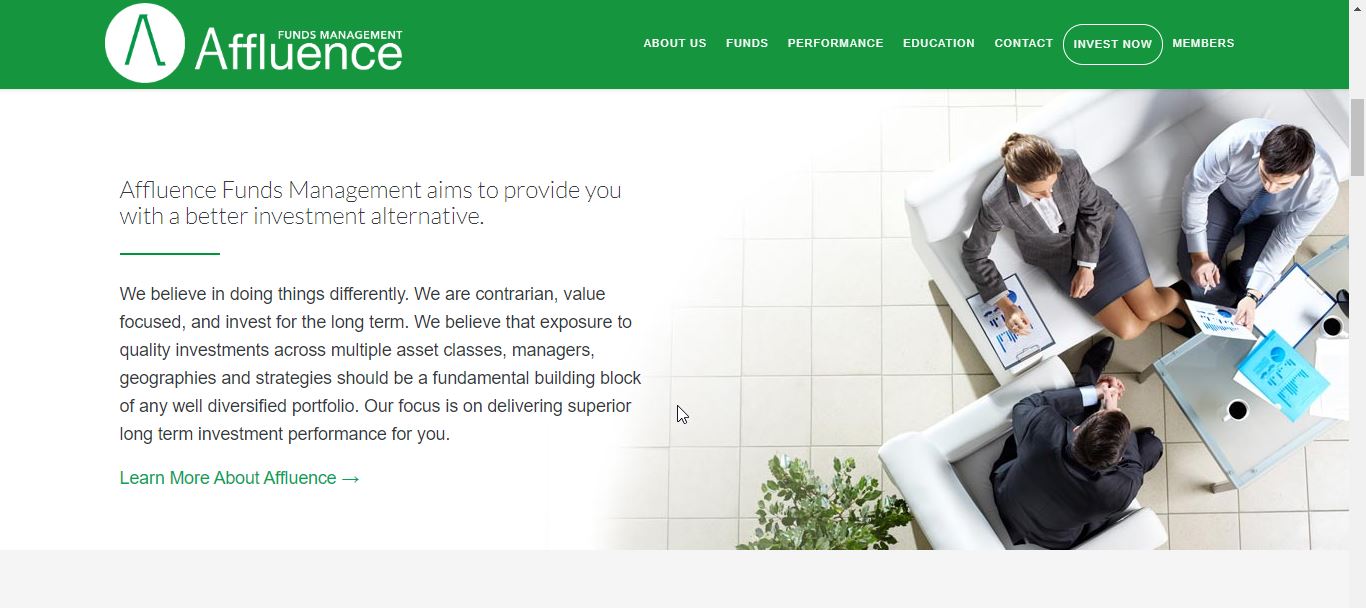 FUNDS MANAGEMENT
Affluence
ABOUT US FUNDS PERFORMANCE EDUCATION CONTACT INVEST NOW MEMBERS
Affluence Funds Management aims to provide you
with a better investment alternative.
We believe in doing things differently. We are contrarian, value
focused, and invest for the long term. We believe that exposure to
quality investments across multiple asset classes, managers,
geographies and strategies should be a fundamental building block
of any well diversified portfolio. Our focus is on delivering superior
long term investment performance for you.
Learn More About Affluence →